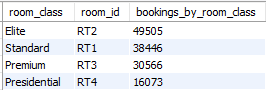 room_class room_id bookings_by_room_class
Elite RT2 49505
Standard RT1 38446
Premium RT3 30566
Presidential RT4 16073